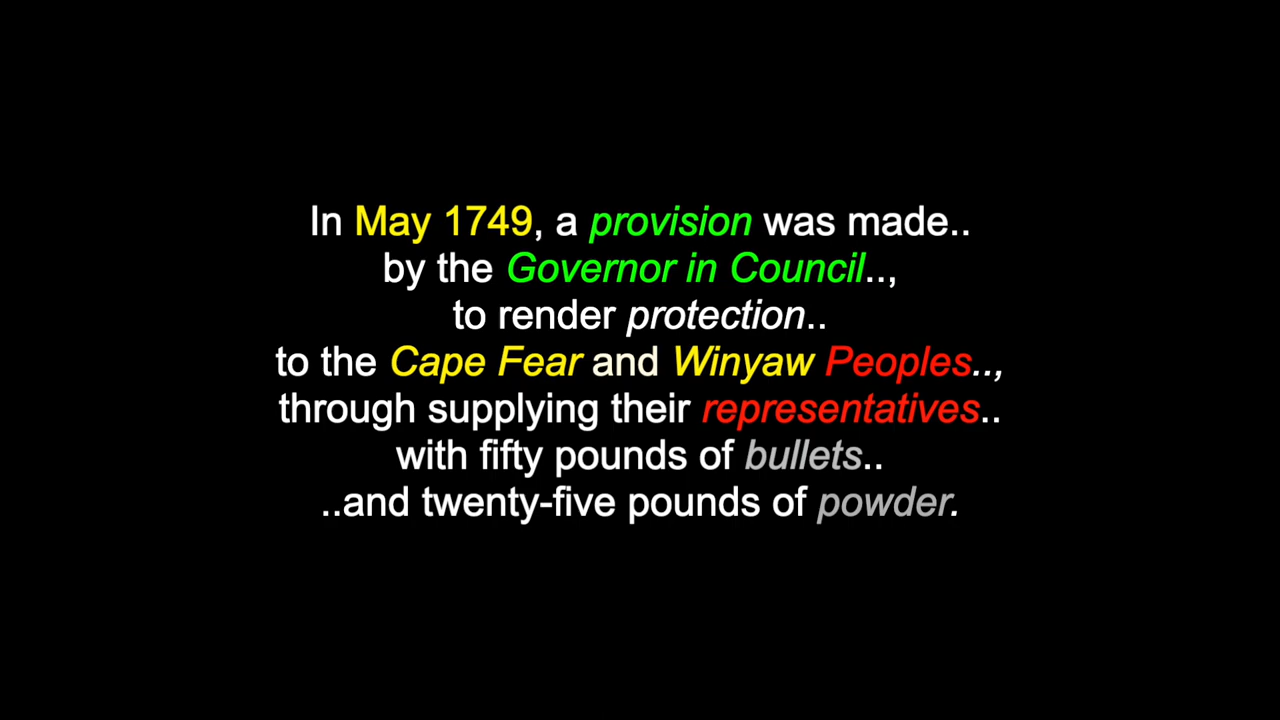 In May 1749, a provision was made..
by the Governor in Council..,
to render protection..
to the Cape Fear and Winyaw Peoples..,
through supplying their representatives..
with fifty pounds of bullets..
..and twenty-five pounds of powder.